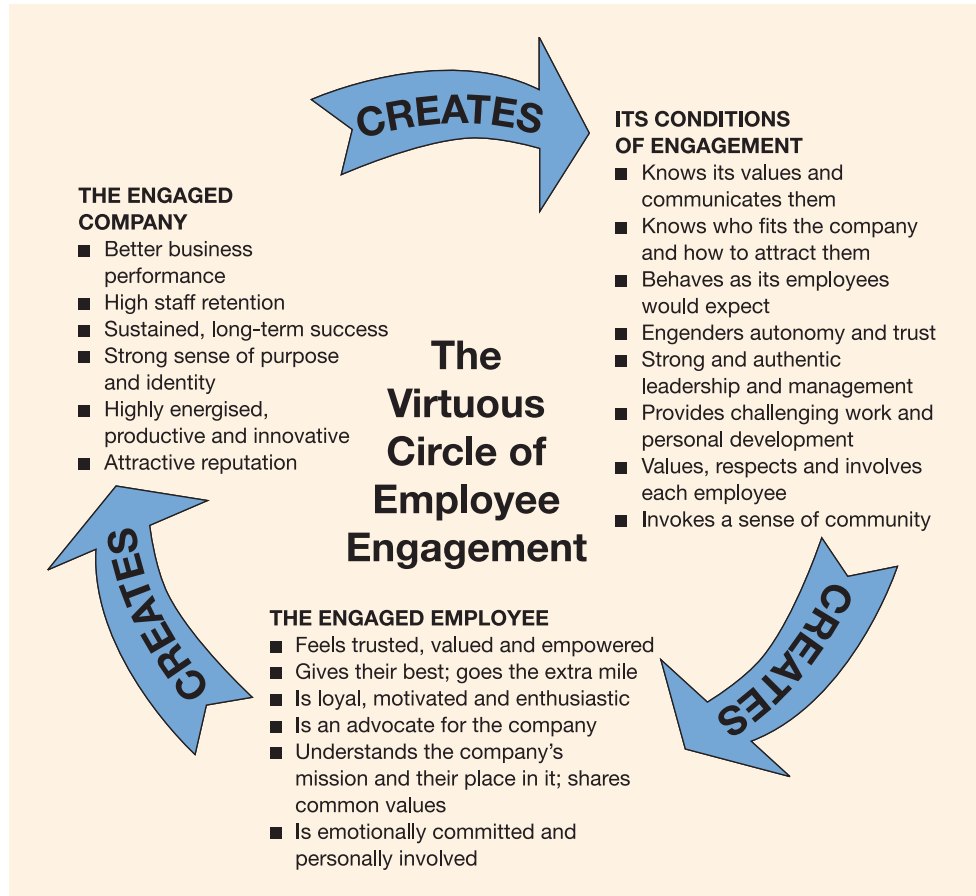 CREATES
ITS CONDITIONS
OF ENGAGEMENT
■ Knows its values and
communicates them
■ Knows who fits the company
and how to attract them
■ Behaves as its employees
would expect
■ Engenders autonomy and trust
■ Strong and authentic
leadership and management
■ Provides challenging work and
personal development
■ Values, respects and involves
each employee
■ Invokes a sense of community
CREATES
THE ENGAGED EMPLOYEE
■ Feels trusted, valued and empowered
■ Gives their best; goes the extra mile
■ Is loyal, motivated and enthusiastic
■ Is an advocate for the company
■ Understands the company's
mission and their place in it; shares
common values
■ Is emotionally committed and
personally involved
CREATES
THE ENGAGED
COMPANY
■ Better business
performance
■ High staff retention
■ Sustained, long-term success
■ Strong sense of purpose
and identity
■ Highly energised,
productive and innovative
■ Attractive reputation
The
Virtuous
Circle of
Employee
Engagement